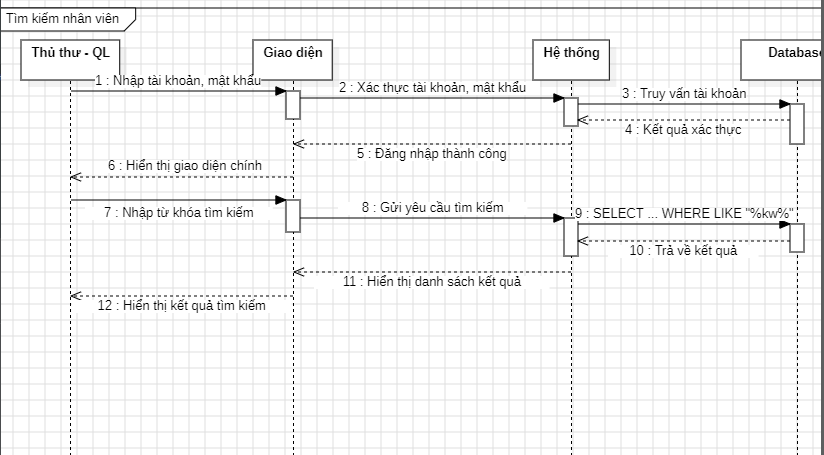 Tìm kiếm nhân viên
Thủ thư - QL
Giao diện
Hệ thống
Database
1 : Nhập tài khoản, mật khẩu
2 : Xác thực tài khoản, mật khẩu
3 : Truy vấn tài khoản
4 : Kết quả xác thực
5 : Đăng nhập thành công
6 : Hiển thị giao diện chính
7 : Nhập từ khóa tìm kiếm
8 : Gửi yêu cầu tìm kiếm
9 : SELECT ... WHERE LIKE "%kw%"
10 : Trả về kết quả
11 : Hiển thị danh sách kết quả
12 : Hiển thị kết quả tìm kiếm